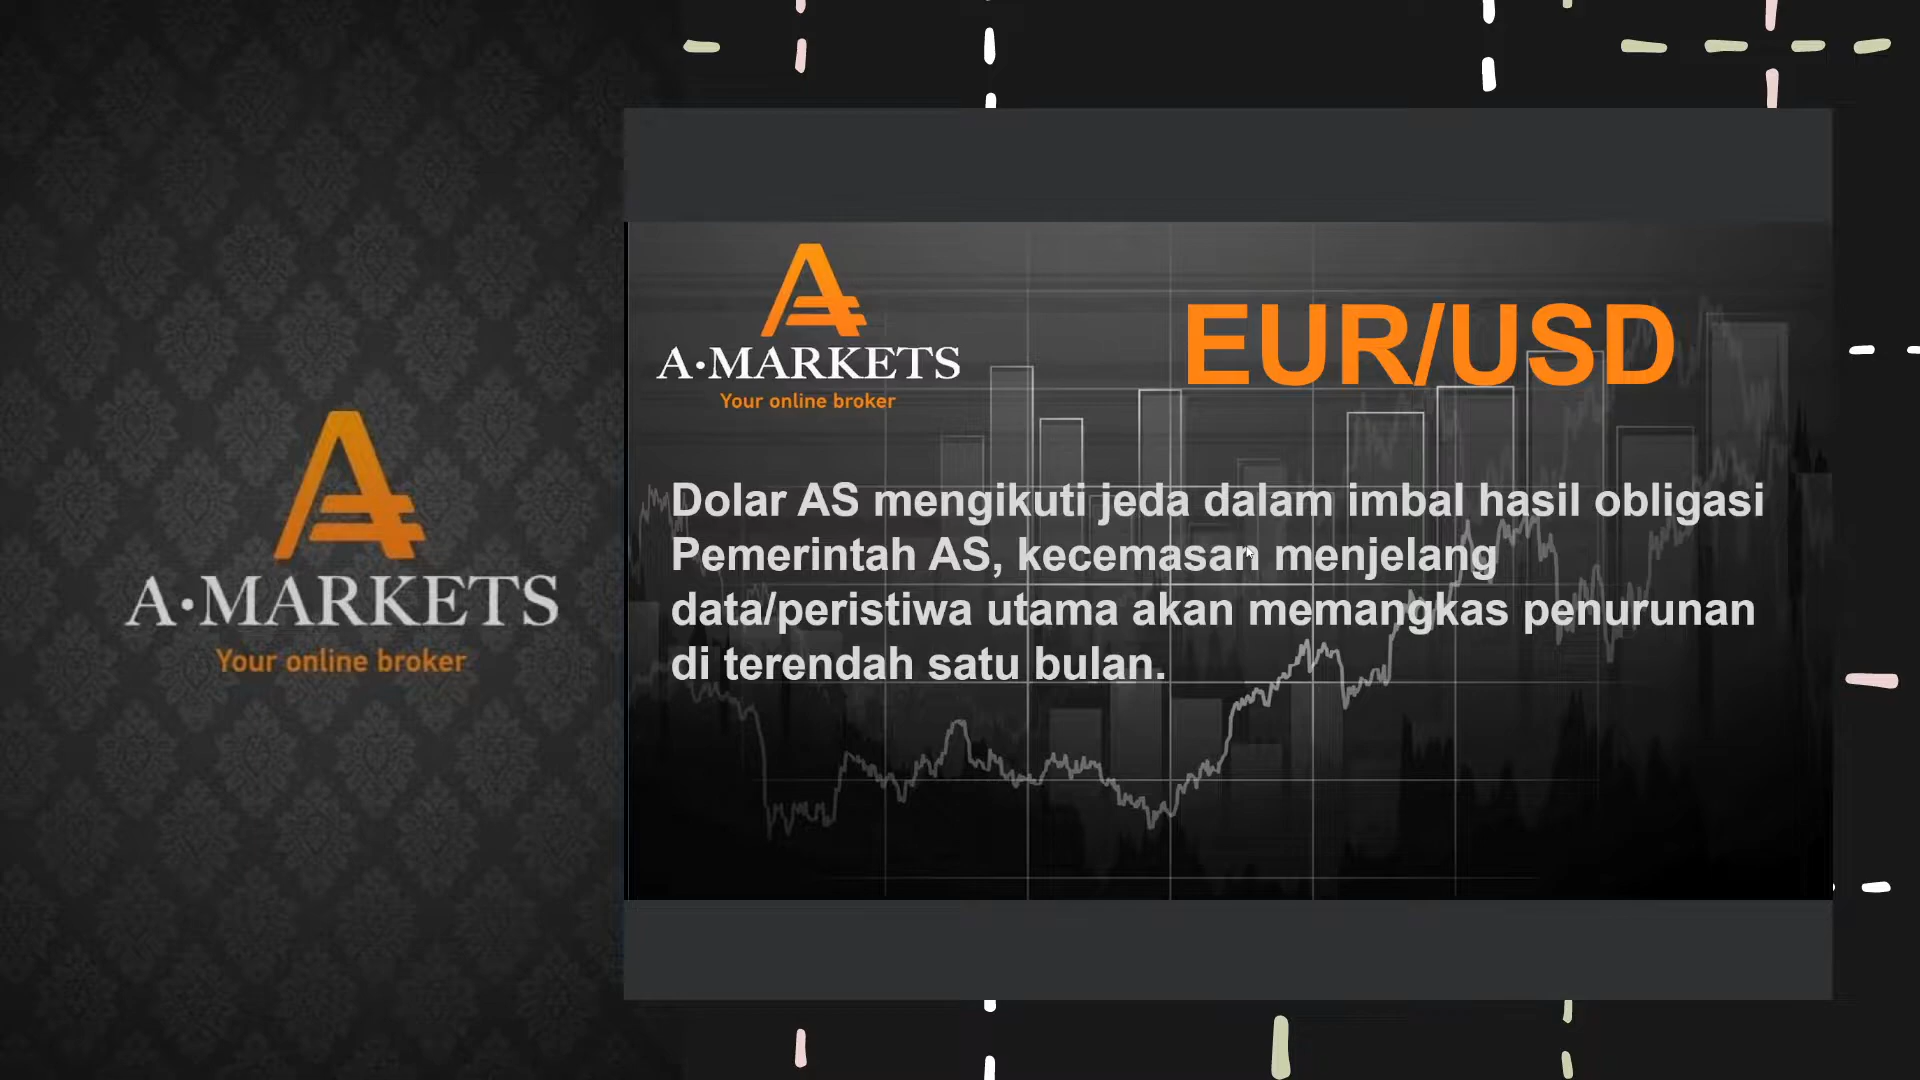 A·MARKETS
Your online broker
A·MARKETS
Your online broker
EUR/USD
Dolar AS mengikuti jeda dalam imbal hasil obligasi
Pemerintah AS, kecemasan menjelang
data/peristiwa utama akan memangkas penurunan
di terendah satu bulan.